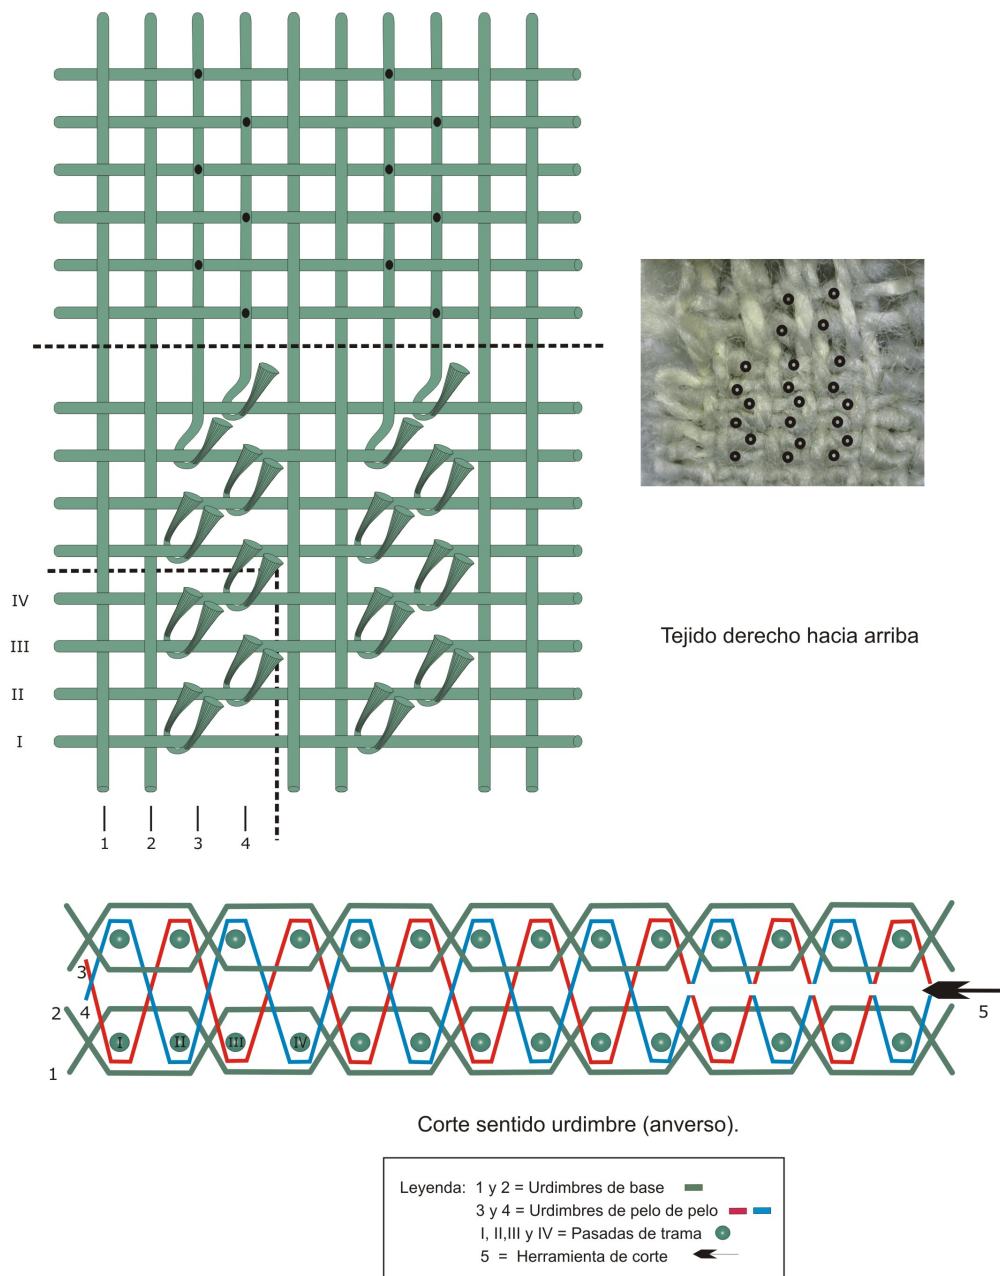 IV
III
II
I
1 2 3 4
Tejido derecho hacia arriba
3
2 4
5
I II III IV
1
Corte sentido urdimbre (anverso).
Leyenda: 1 y 2 = Urdimbres de base
3 y 4 = Urdimbres de pelo de pelo
I, II,III y IV = Pasadas de trama
5 = Herramienta de corte